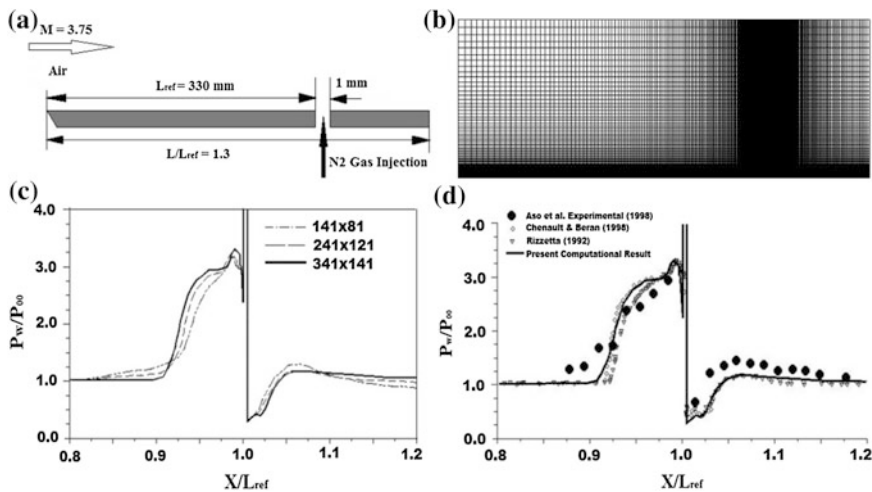 (a)
M = 3.75
Air
Lref = 330 mm
1 mm
L/Lref = 1.3
N2 Gas Injection
(b)
(c)
4.0
3.0
2.0
1.0
0.0
Pw/P∞
141x81
241x121
341x141
0.8
0.9
1.0
1.1
1.2
X/Lref
(d)
4.0
3.0
2.0
1.0
0.0
Pw/P∞
Aso et al. Experimental (1998)
Chenault & Beran (1998)
Rizzetta (1992)
Present Computational Result
0.8
0.9
1.0
1.1
1.2
X/Lref